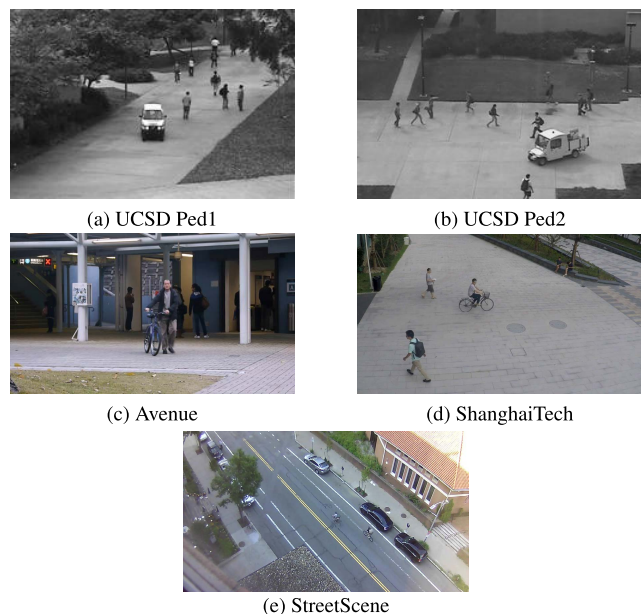 (a) UCSD Ped1
(b) UCSD Ped2
(c) Avenue
(d) ShanghaiTech
(e) StreetScene